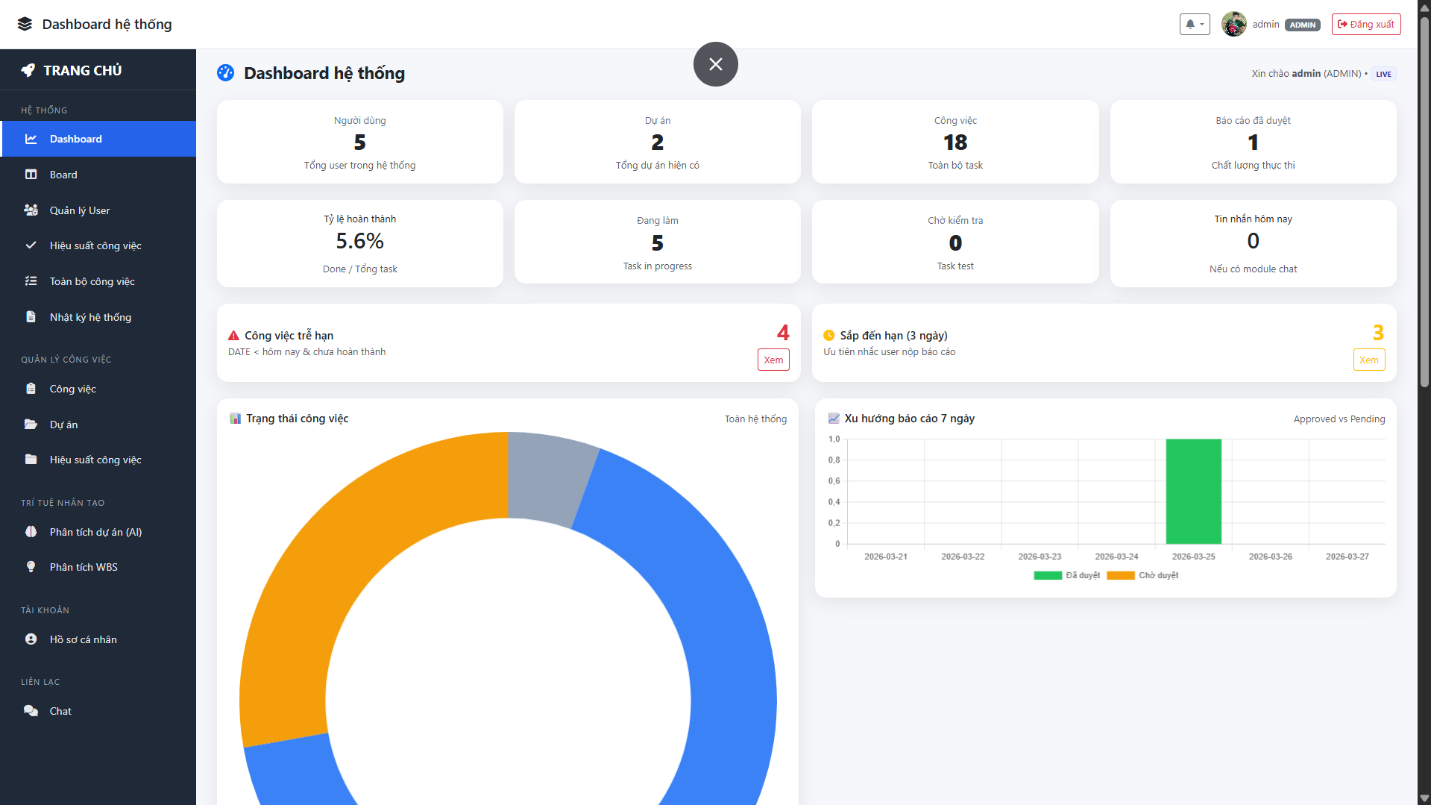 Dashboard hệ thống
admin ADMIN
Đăng xuất
TRANG CHỦ
HỆ THỐNG
Dashboard
Board
Quản lý User
Hiệu suất công việc
Toàn bộ công việc
Nhật ký hệ thống
QUẢN LÝ CÔNG VIỆC
Công việc
Dự án
Hiệu suất công việc
TRÍ TUỆ NHÂN TẠO
Phân tích dự án (AI)
Phân tích WBS
TÀI KHOẢN
Hồ sơ cá nhân
LIÊN LẠC
Chat
Dashboard hệ thống
Xin chào admin (ADMIN) • LIVE
Người dùng
5
Tổng user trong hệ thống
Dự án
2
Tổng dự án hiện có
Công việc
18
Toàn bộ task
Báo cáo đã duyệt
1
Chất lượng thực thi
Tỷ lệ hoàn thành
5.6%
Done / Tổng task
Đang làm
5
Task in progress
Chờ kiểm tra
0
Task test
Tin nhắn hôm nay
0
Nếu có module chat
Công việc trễ hạn
DATE < hôm nay & chưa hoàn thành
4
Xem
Sắp đến hạn (3 ngày)
Ưu tiên nhắc user nộp báo cáo
3
Xem
Trạng thái công việc
Toàn hệ thống
Xu hướng báo cáo 7 ngày
Approved vs Pending
1,0
0,8
0,6
0,4
0,2
0
2026-03-21 2026-03-22 2026-03-23 2026-03-24 2026-03-25 2026-03-26 2026-03-27
Đã duyệt Chờ duyệt